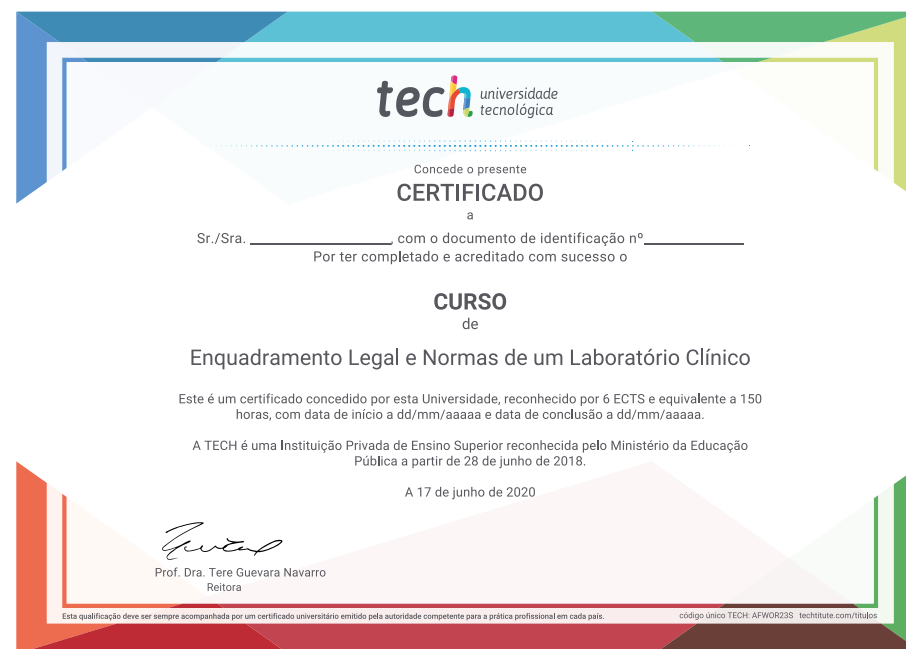 tech universidade
tecnológica
Concede o presente
CERTIFICADO
a
Sr./Sra. ________________, com o documento de identificação nº____________
Por ter completado e acreditado com sucesso o
CURSO
de
Enquadramento Legal e Normas de um Laboratório Clínico
Este é um certificado concedido por esta Universidade, reconhecido por 6 ECTS e equivalente a 150
horas, com data de início a dd/mm/aaaaa e data de conclusão a dd/mm/aaaaa.
A TECH é uma Instituição Privada de Ensino Superior reconhecida pelo Ministério da Educação
Pública a partir de 28 de junho de 2018.
A 17 de junho de 2020
Prof. Dra. Tere Guevara Navarro
Reitora
Esta qualificação deve ser sempre acompanhada por um certificado universitário emitido pela autoridade competente para a prática profissional em cada país.
código único TECH: AFWOR23S techtitute.com/titulos